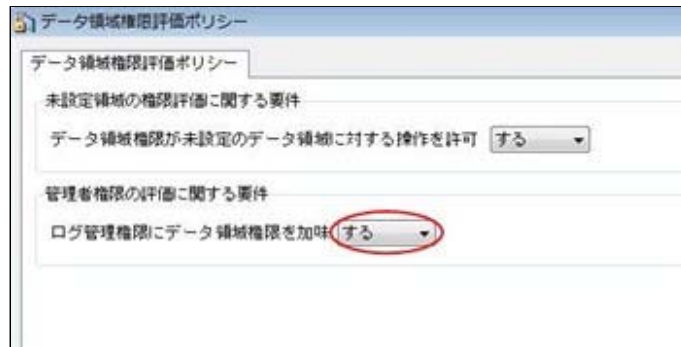 データ領域権限評価ポリシー
データ領域権限評価ポリシー
未設定領域の権限評価に関する要件
データ領域権限が未設定のデータ領域に対する操作を許可 する
管理者権限の評価に関する要件
ログ管理権限にデータ領域権限を加味 する